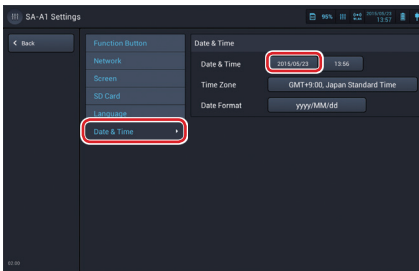 SA-A1 Settings
95%
2015/05/23
13:57
Back
Function Button
Network
Screen
SD Card
Language
Date & Time
Date & Time
Date & Time
2015/05/23
13:56
Time Zone
GMT+9:00, Japan Standard Time
Date Format
yyyy/MM/dd
02:00